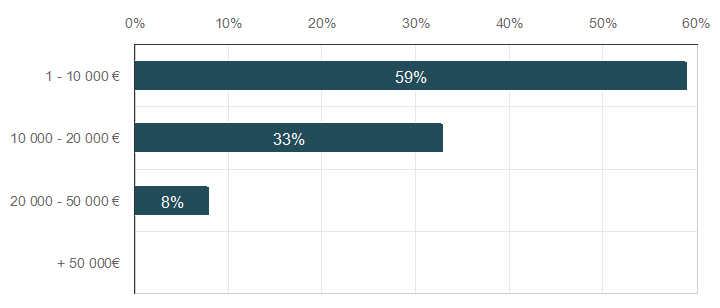 0% 10% 20% 30% 40% 50% 60%
1 - 10 000 € 59%
10 000 - 20 000 € 33%
20 000 - 50 000 € 8%
+ 50 000€